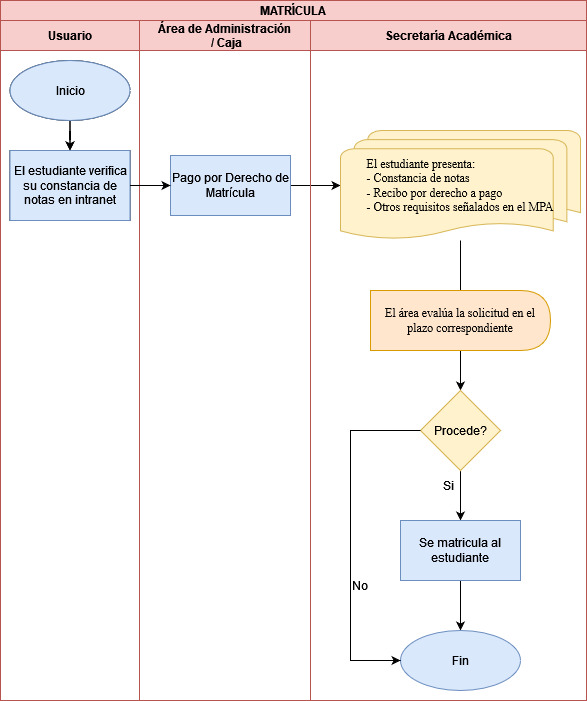 MATRÍCULA
Usuario
Área de Administración
/ Caja
Secretaría Académica
Inicio
El estudiante verifica
su constancia de
notas en intranet
Pago por Derecho de
Matrícula
El estudiante presenta:
- Constancia de notas
- Recibo por derecho a pago
- Otros requisitos señalados en el MPA
El área evalúa la solicitud en el
plazo correspondiente
Procede?
Si
Se matricula al
estudiante
No
Fin